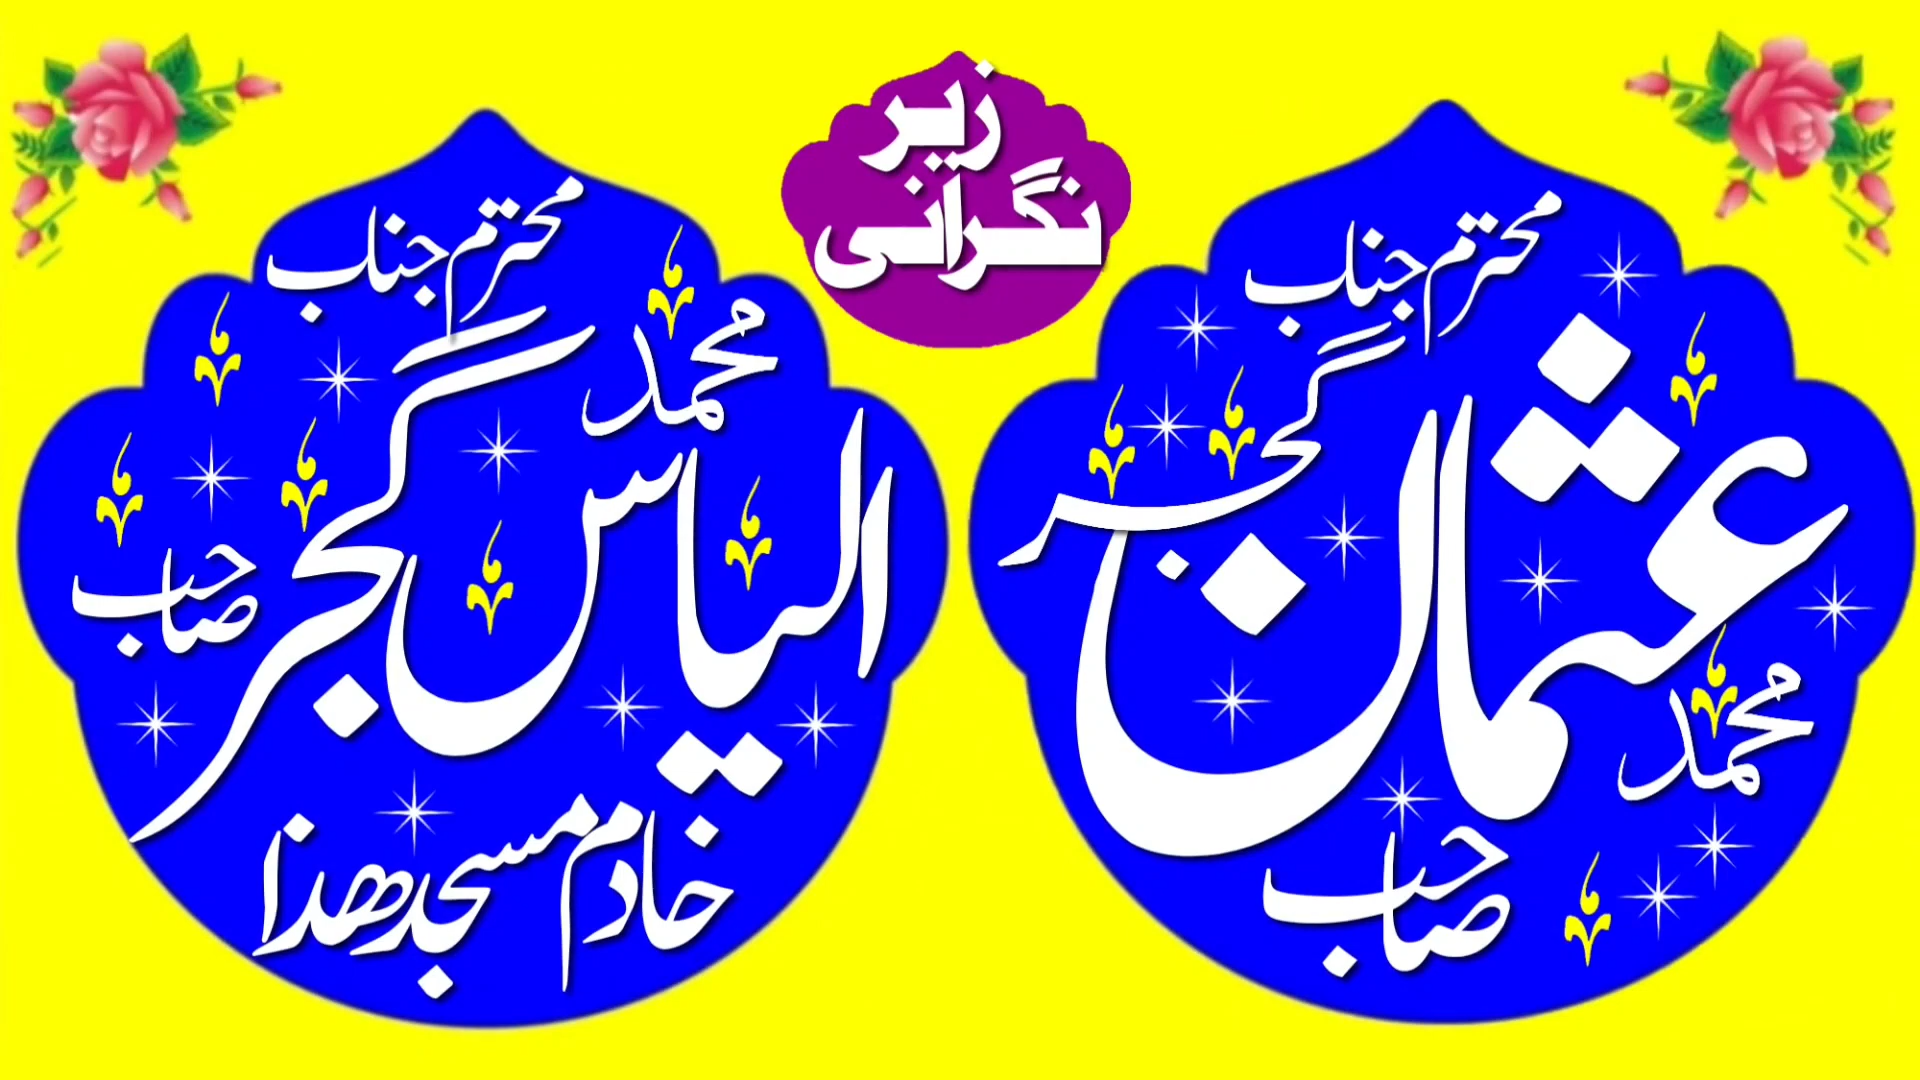 زیر
نگرانی
محترم جناب
محمد عثمان گجر
صاحب
محترم جناب
محمد الیاس گجر
صاحب
خادم مسجد ھذا